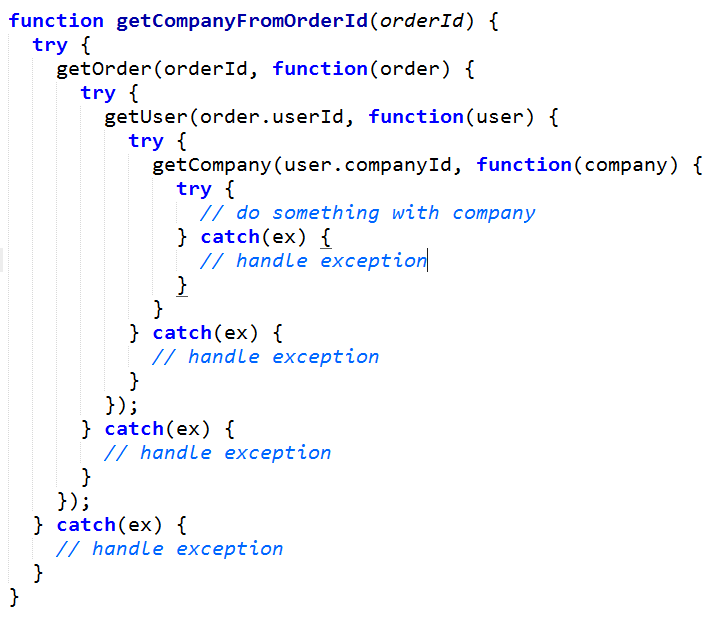 function getCompanyFromOrderId(orderId) {
  try {
    getOrder(orderId, function(order) {
      try {
        getUser(order.userId, function(user) {
          try {
            getCompany(user.companyId, function(company) {
              try {
                // do something with company
              } catch(ex) {
                // handle exception
              }
            }
          } catch(ex) {
            // handle exception
          }
        });
      } catch(ex) {
        // handle exception
      }
    });
  } catch(ex) {
    // handle exception
  }
}